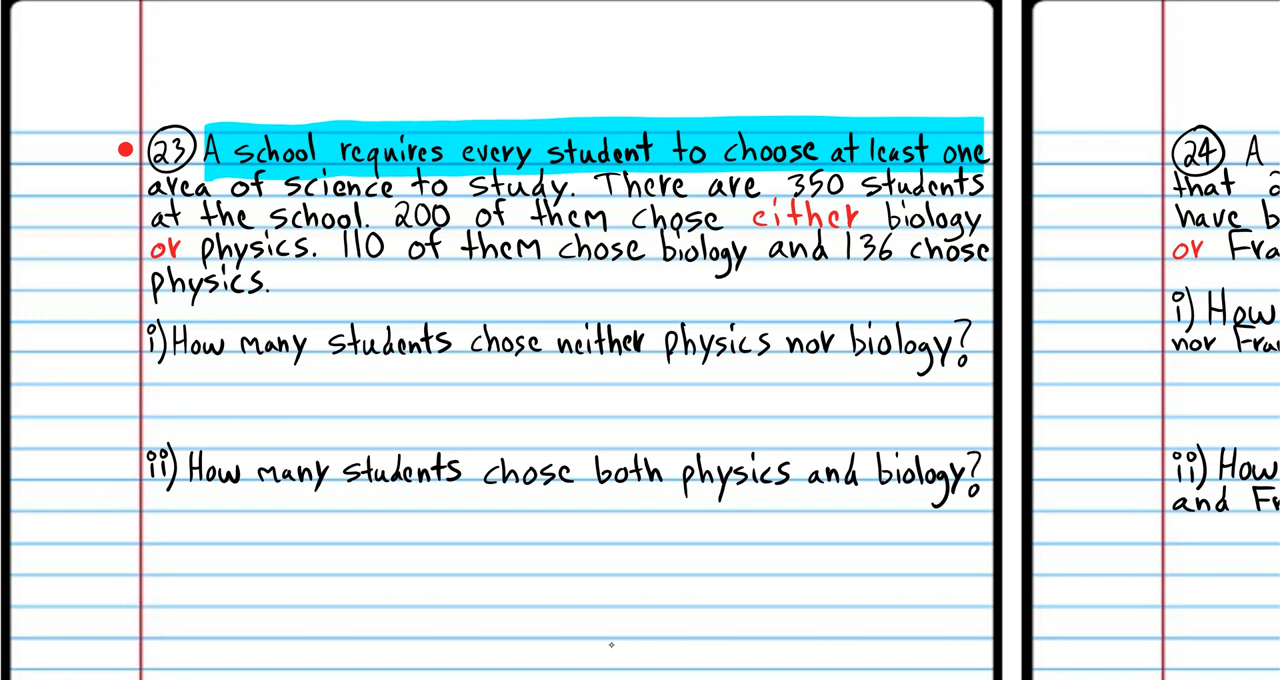 23 A school requires every student to choose at least one
area of science to study. There are 350 students
at the school. 200 of them chose either biology
or physics. 110 of them chose biology and 136 chose
physics.
i) How many students chose neither physics nor biology?
ii) How many students chose both physics and biology?
24 A
that
have b
or Fra
i) How
nor Fra
ii) How
and Fr